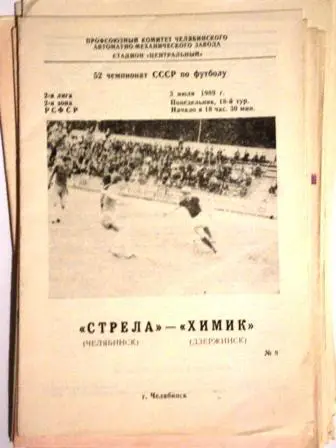 ПРОФСОЮЗНЫЙ КОМИТЕТ ЧЕЛЯБИНСКОГО
АВТОМАТНО-МЕХАНИЧЕСКОГО ЗАВОДА
СТАДИОН «ЦЕНТРАЛЬНЫЙ»
52 чемпионат СССР по футболу
2-я лига
2-я зона
РСФСР
3 июля 1989 г.
Понедельник, 18-й тур.
Начало в 18 час. 30 мин.
«СТРЕЛА» — «ХИМИК»
(ЧЕЛЯБИНСК) (ДЗЕРЖИНСК)
№ 8
г. Челябинск